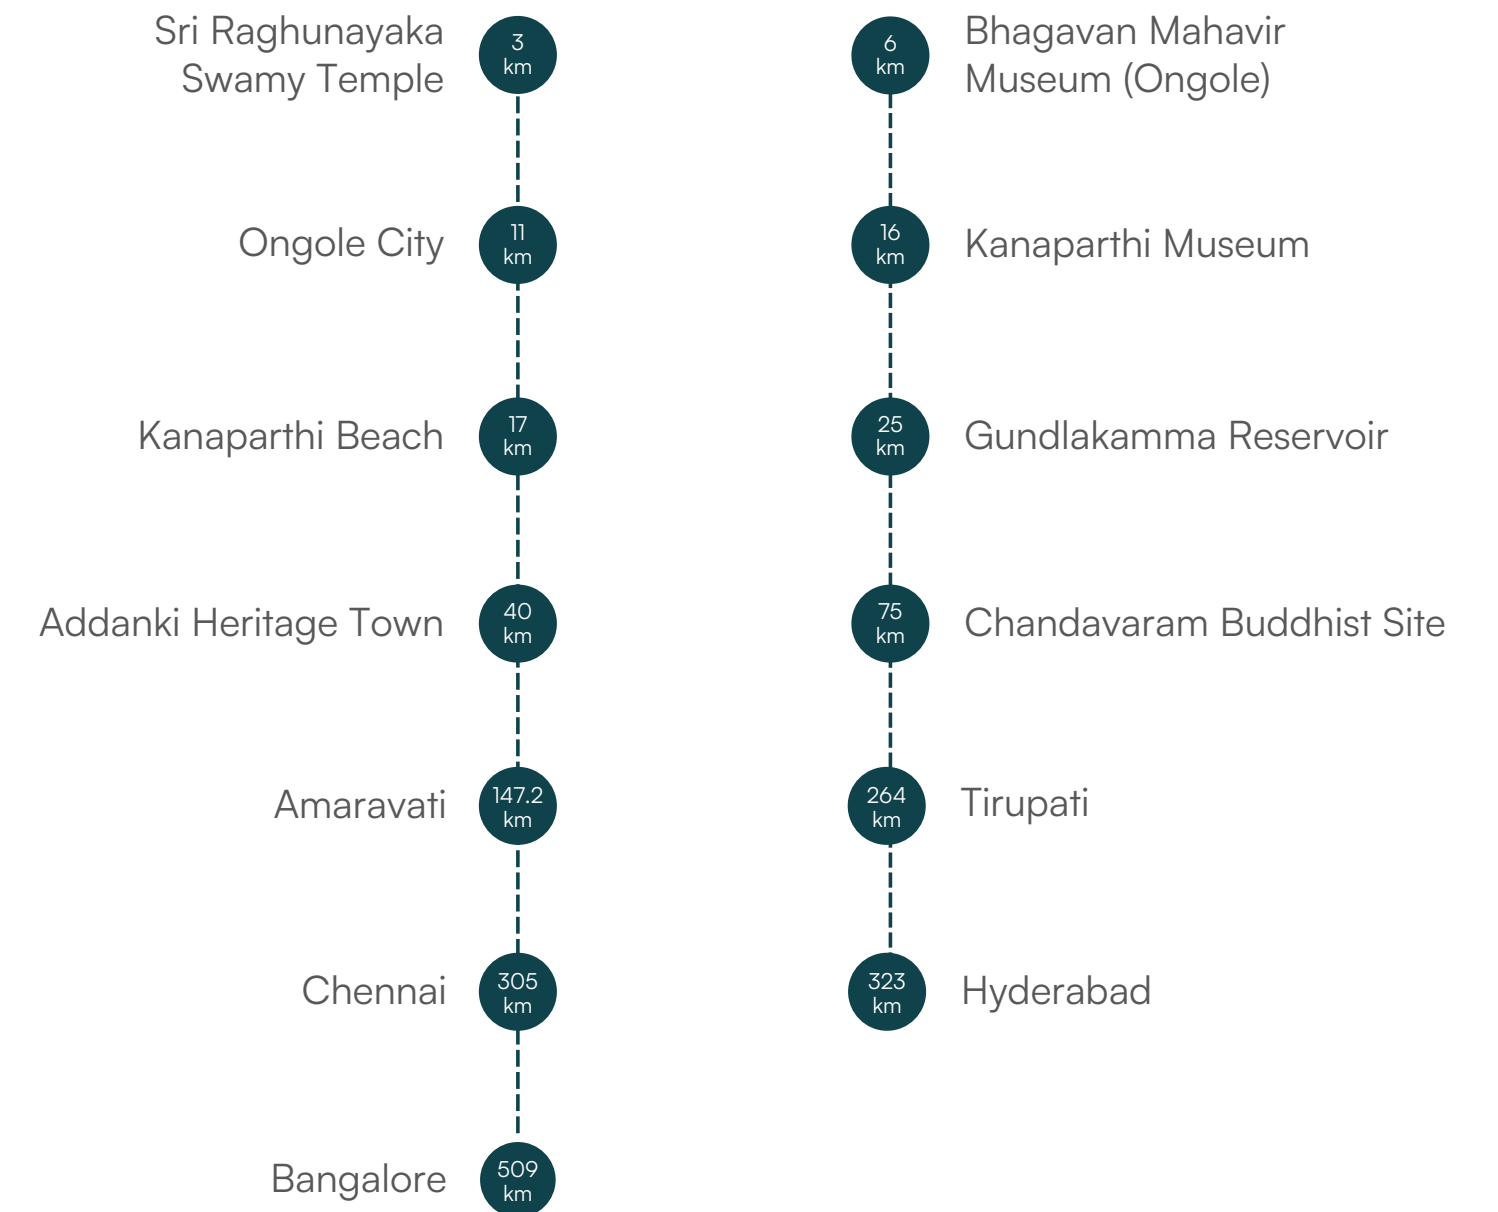 Sri Raghunayaka
Swamy Temple
3
km
Ongole City
11
km
Kanaparthi Beach
17
km
Addanki Heritage Town
40
km
Amaravati
147.2
km
Chennai
305
km
Bangalore
509
km
6
km
Bhagavan Mahavir
Museum (Ongole)
16
km
Kanaparthi Museum
25
km
Gundlakamma Reservoir
75
km
Chandavaram Buddhist Site
264
km
Tirupati
323
km
Hyderabad